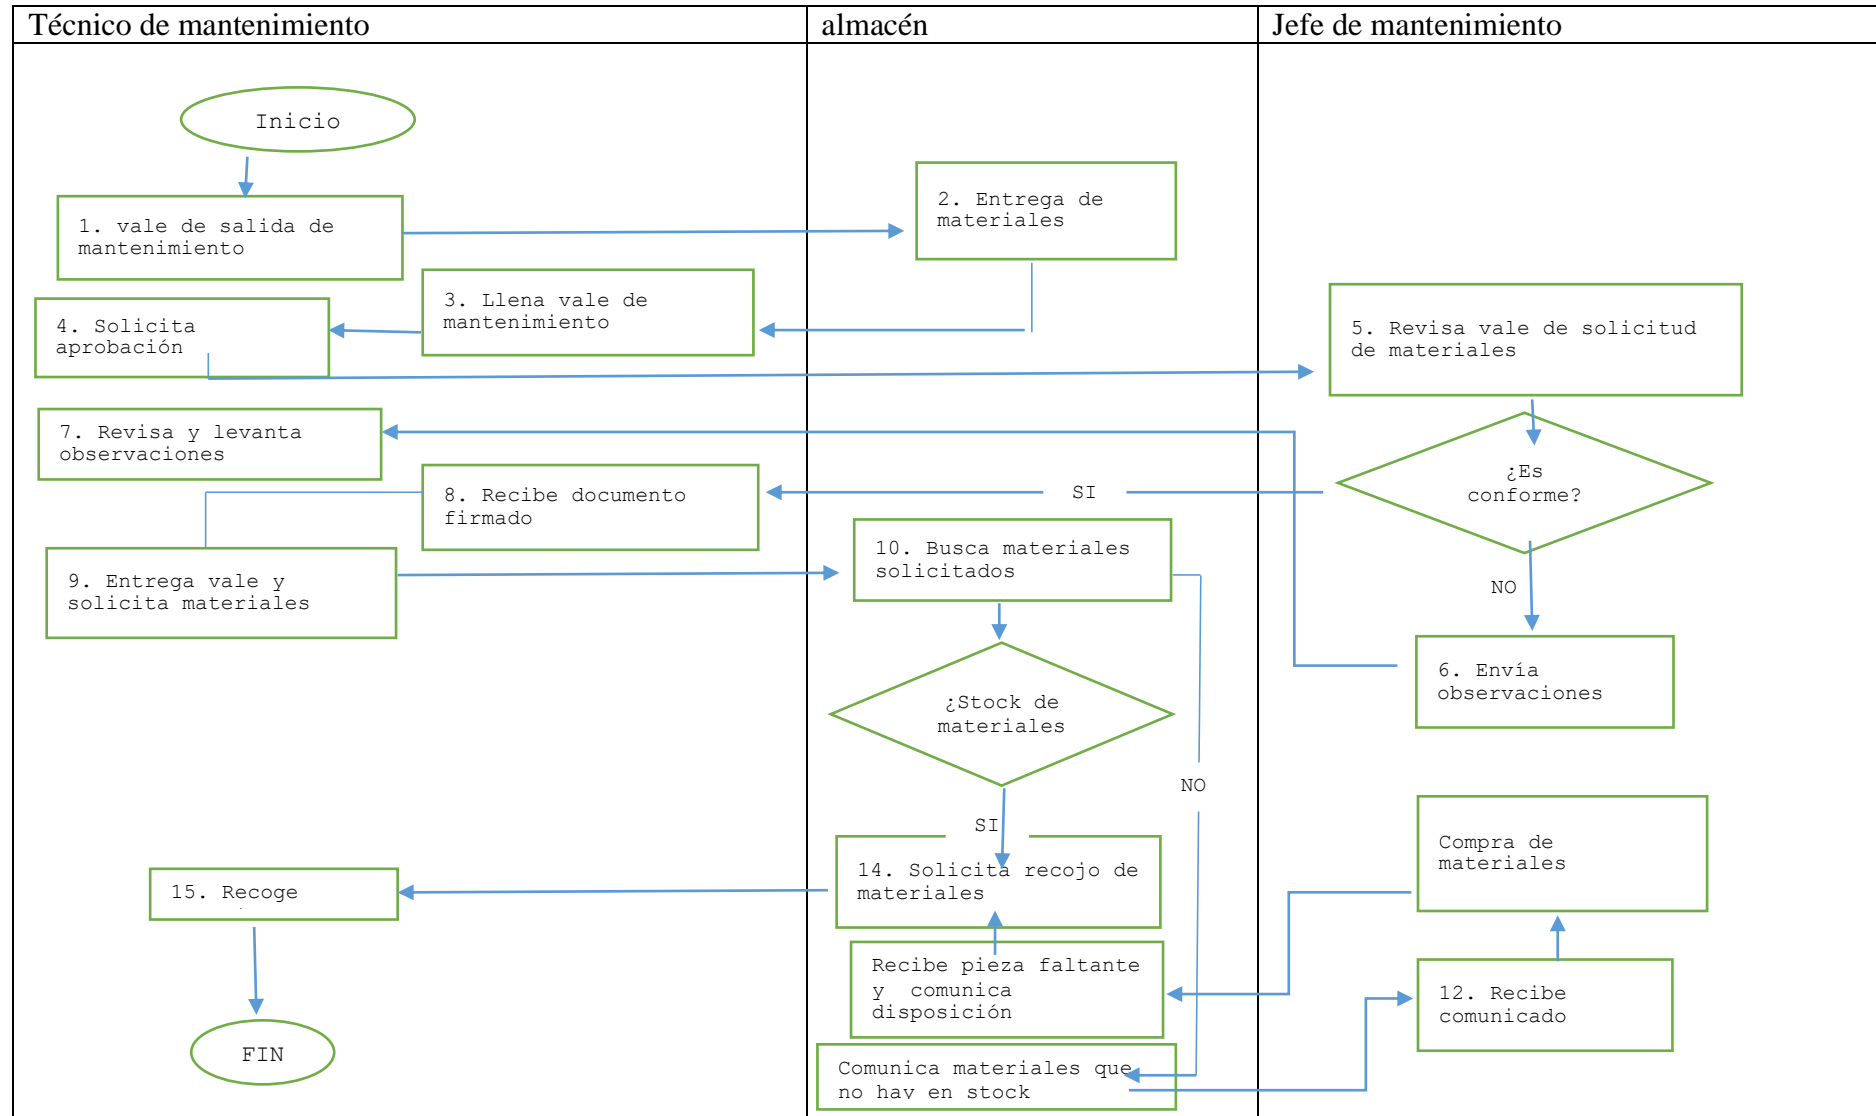 Técnico de mantenimiento
almacén
Jefe de mantenimiento
Inicio
1. vale de salida de
mantenimiento
2. Entrega de
materiales
3. Llena vale de
mantenimiento
4. Solicita
aprobación
5. Revisa vale de solicitud
de materiales
7. Revisa y levanta
observaciones
¿Es
conforme?
SI
8. Recibe documento
firmado
10. Busca materiales
solicitados
9. Entrega vale y
solicita materiales
NO
6. Envía
observaciones
¿Stock de
materiales
NO
SI
Compra de
materiales
14. Solicita recojo de
materiales
15. Recoge
Recibe pieza faltante
y comunica
disposición
12. Recibe
comunicado
FIN
Comunica materiales que
no hay en stock